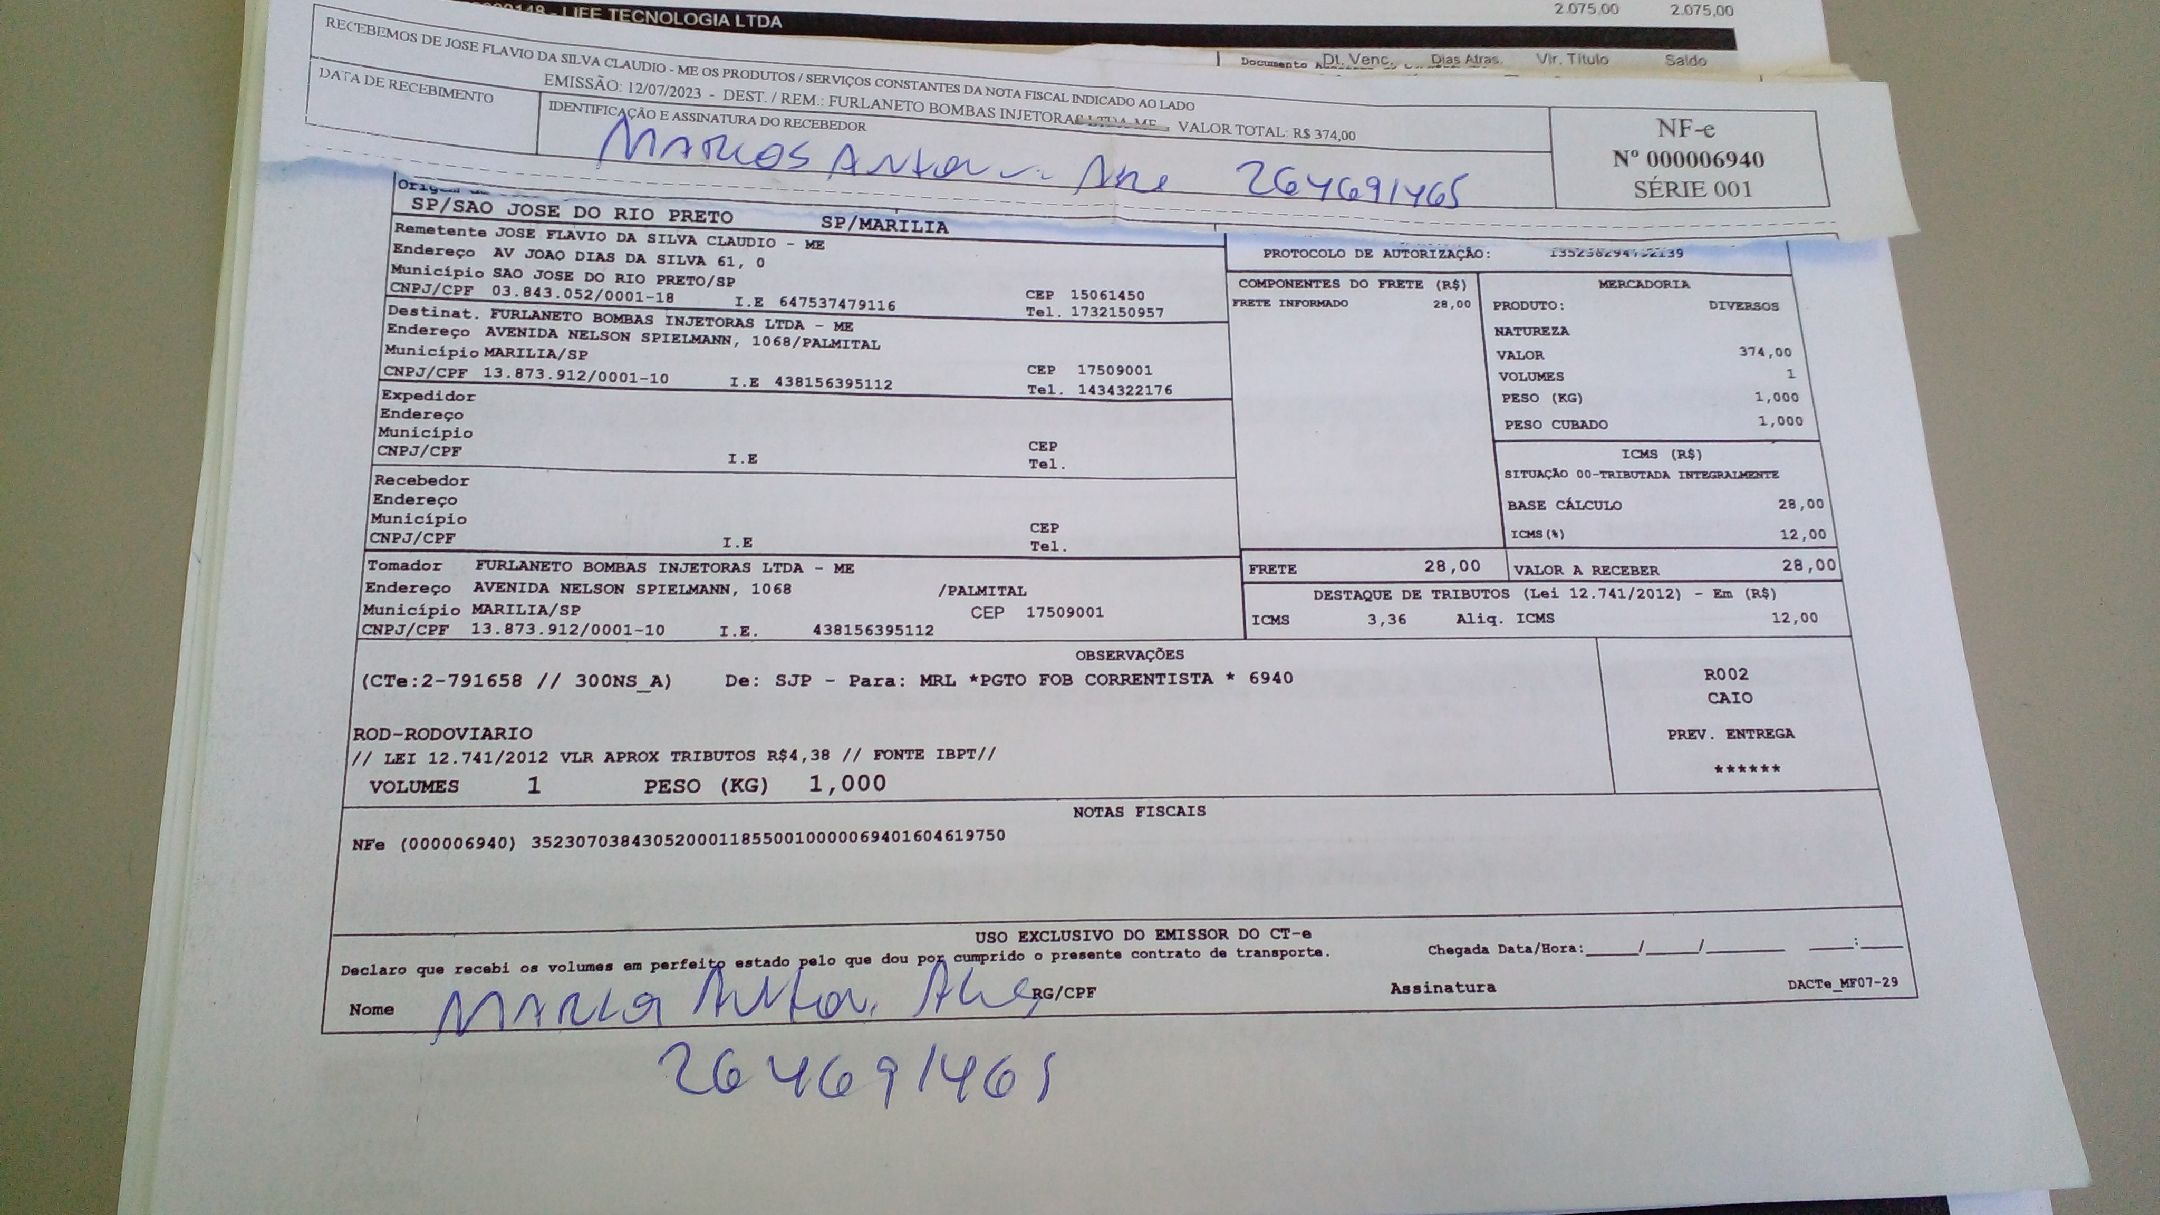 - LIFE TECNOLOGIA LTDA
2.075,00 2.075,00
Documento Dt. Venc. Dias Atras. Vlr. Título Saldo
RECEBEMOS DE JOSE FLAVIO DA SILVA CLAUDIO - ME OS PRODUTOS / SERVIÇOS CONSTANTES DA NOTA FISCAL INDICADO AO LADO
EMISSÃO: 12/07/2023 - DEST. / REM.: FURLANETO BOMBAS INJETORAS LTDA ME VALOR TOTAL: R$ 374,00
DATA DE RECEBIMENTO
IDENTIFICAÇÃO E ASSINATURA DO RECEBEDOR
MARCOS 264691465
NF-e
Nº 000006940
SÉRIE 001
SP/SAO JOSE DO RIO PRETO SP/MARILIA
Remetente JOSE FLAVIO DA SILVA CLAUDIO - ME
Endereço AV JOAO DIAS DA SILVA 61, 0
Município SAO JOSE DO RIO PRETO/SP CEP 15061450
CNPJ/CPF 03.843.052/0001-18 I.E 647537479116 Tel. 1732150957
Destinat. FURLANETO BOMBAS INJETORAS LTDA - ME
Endereço AVENIDA NELSON SPIELMANN, 1068/PALMITAL
Município MARILIA/SP CEP 17509001
CNPJ/CPF 13.873.912/0001-10 I.E 438156395112 Tel. 1434322176
Expedidor
Endereço
Município CEP
CNPJ/CPF I.E Tel.
Recebedor
Endereço
Município CEP
CNPJ/CPF I.E Tel.
Tomador FURLANETO BOMBAS INJETORAS LTDA - ME
Endereço AVENIDA NELSON SPIELMANN, 1068 /PALMITAL
Município MARILIA/SP CEP 17509001
CNPJ/CPF 13.873.912/0001-10 I.E. 438156395112
PROTOCOLO DE AUTORIZAÇÃO:
COMPONENTES DO FRETE (R$)
FRETE INFORMADO 28,00
MERCADORIA
PRODUTO: DIVERSOS
NATUREZA
VALOR 374,00
VOLUMES 1
PESO (KG) 1,000
PESO CUBADO 1,000
ICMS (R$)
SITUAÇÃO 00-TRIBUTADA INTEGRALMENTE
BASE CÁLCULO 28,00
ICMS(%) 12,00
FRETE 28,00 VALOR A RECEBER 28,00
DESTAQUE DE TRIBUTOS (Lei 12.741/2012) - Em (R$)
ICMS 3,36 Aliq. ICMS 12,00
OBSERVAÇÕES
(CTe:2-791658 // 300NS_A) De: SJP - Para: MRL *PGTO FOB CORRENTISTA * 6940
ROD-RODOVIARIO
// LEI 12.741/2012 VLR APROX TRIBUTOS R$4,38 // FONTE IBPT//
VOLUMES 1 PESO (KG) 1,000
R002
CAIO
PREV. ENTREGA
******
NOTAS FISCAIS
NFe (000006940) 35230703843052000118550010000069401604619750
USO EXCLUSIVO DO EMISSOR DO CT-e
Declaro que recebi os volumes em perfeito estado pelo que dou por cumprido o presente contrato de transporte. Chegada Data/Hora:____/____/______ ___:___
Nome RG/CPF Assinatura DACTe_MF07-29
264691465